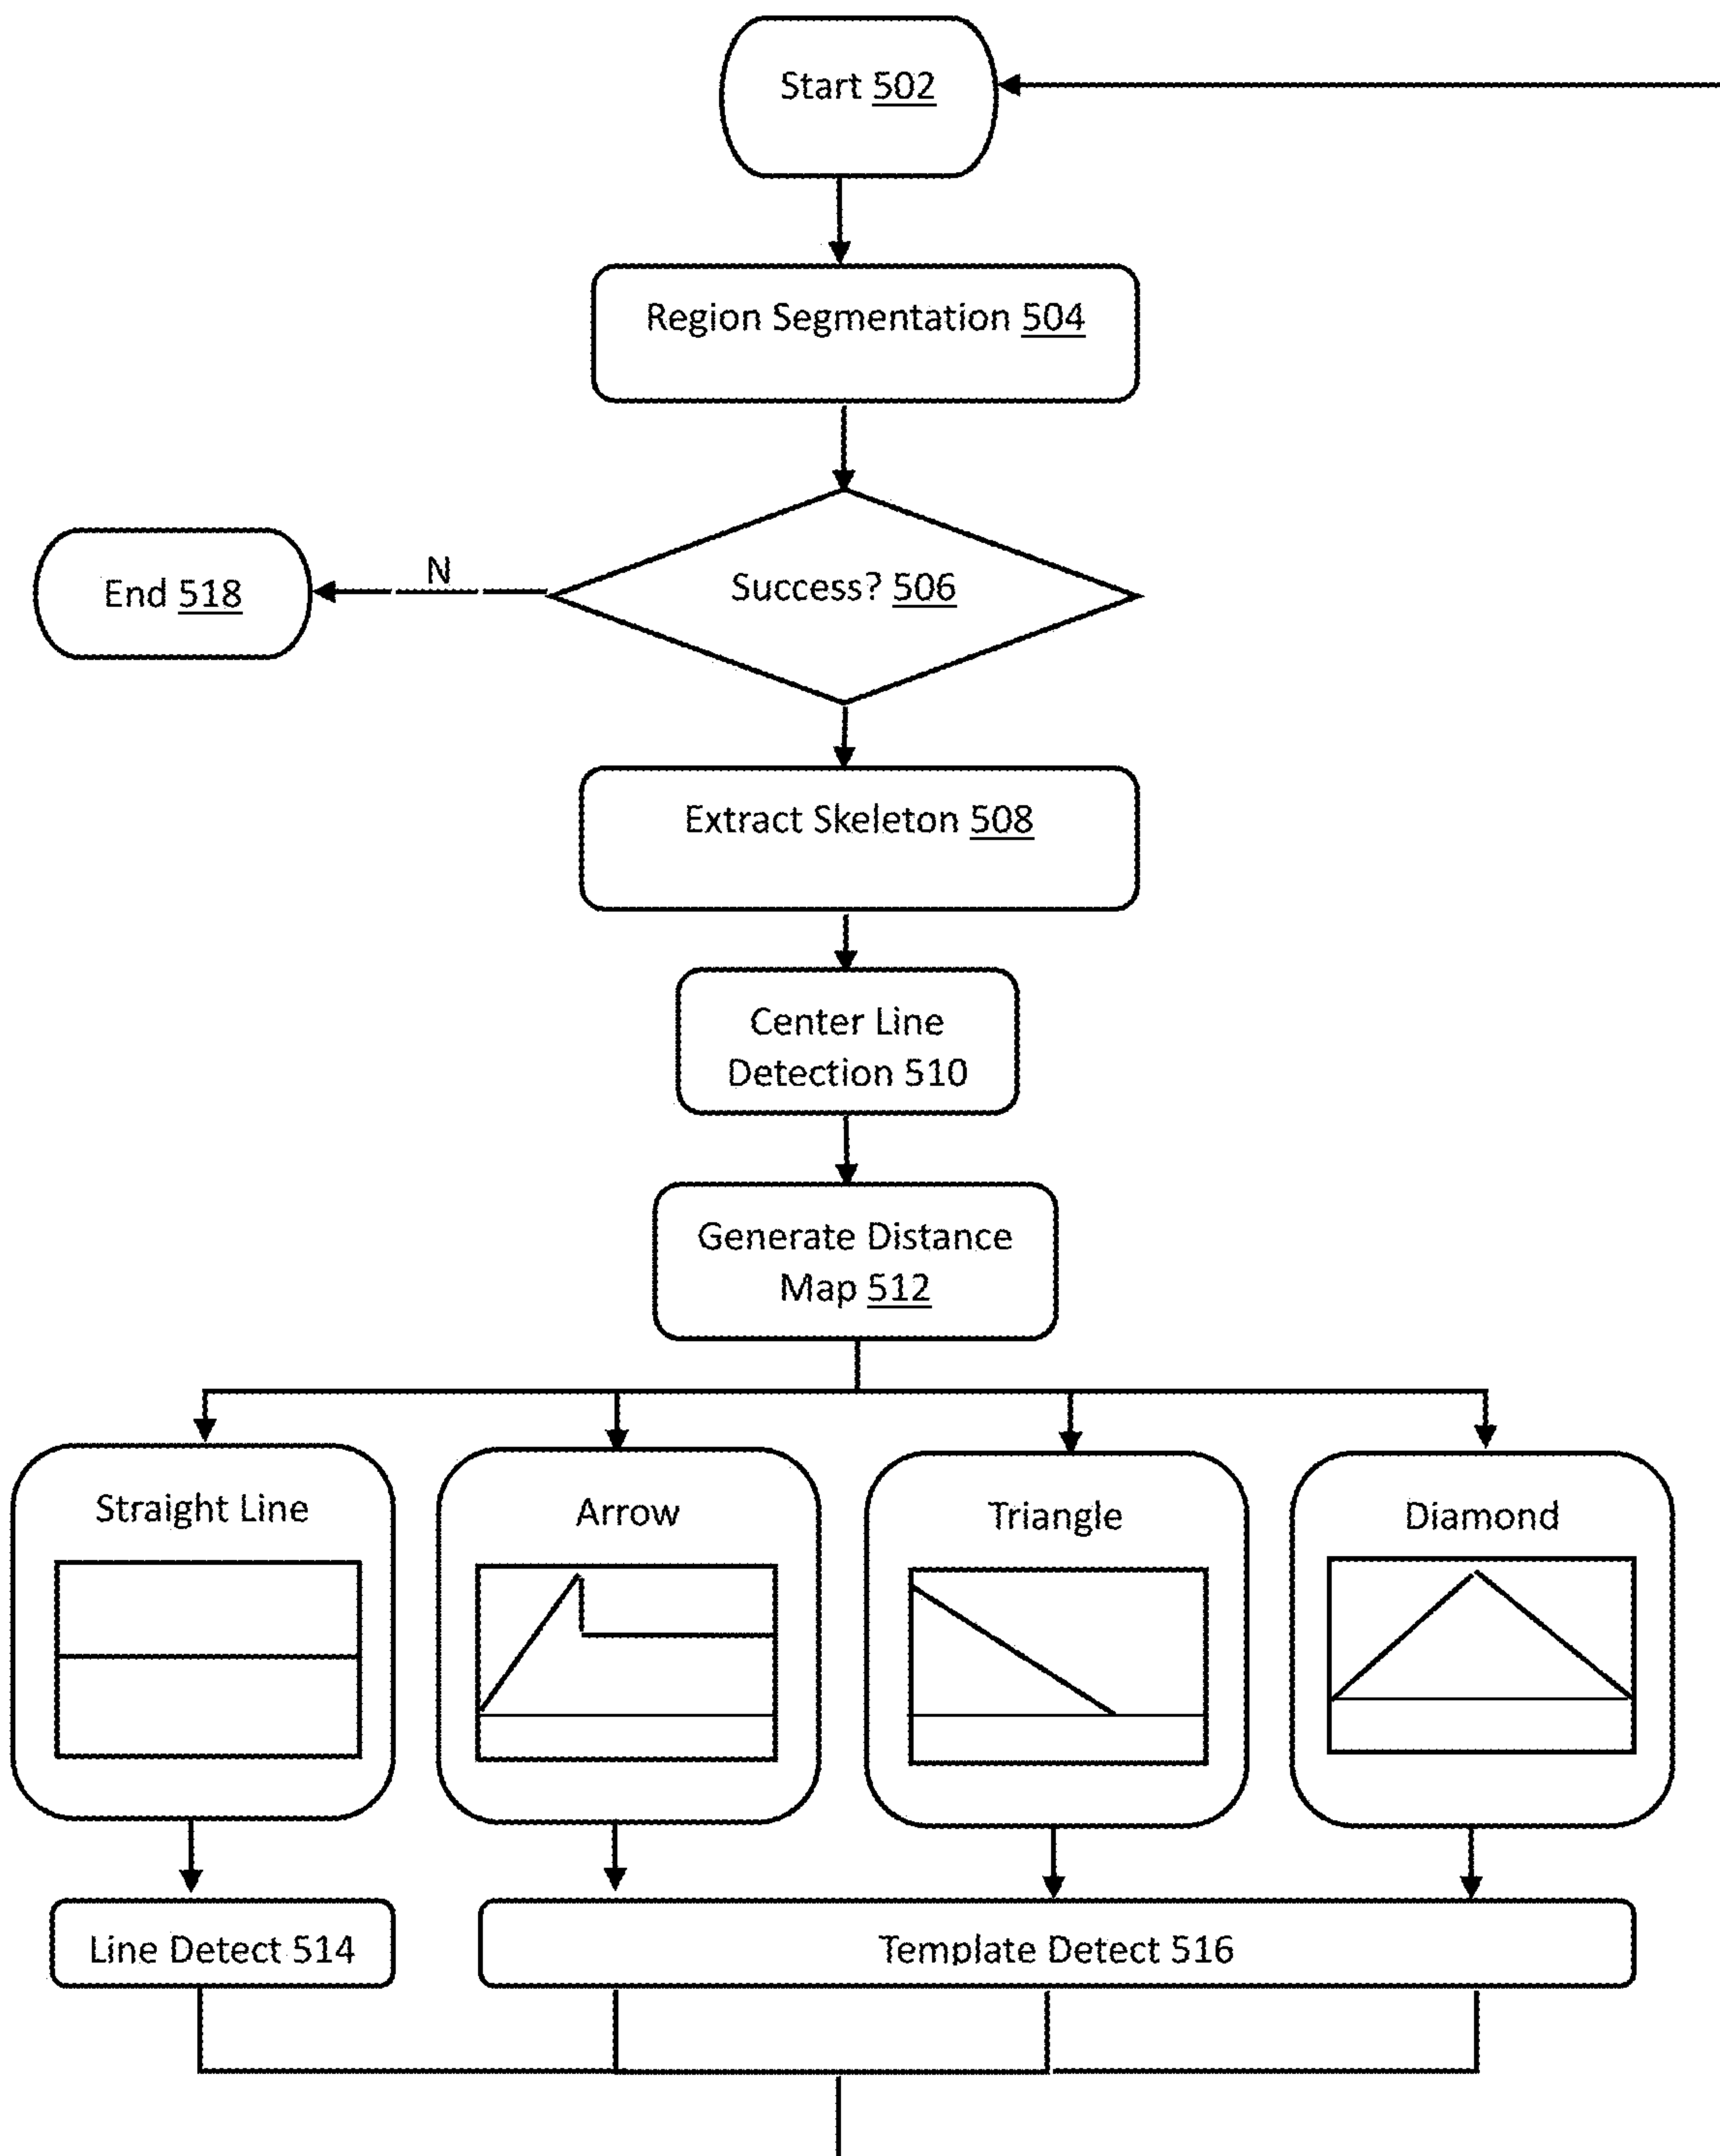 Start 502
Region Segmentation 504
N
End 518
Success? 506
Extract Skeleton 508
Center Line
Detection 510
Generate Distance
Map 512
Straight Line
Arrow
Triangle
Diamond
Line Detect 514
Template Detect 516